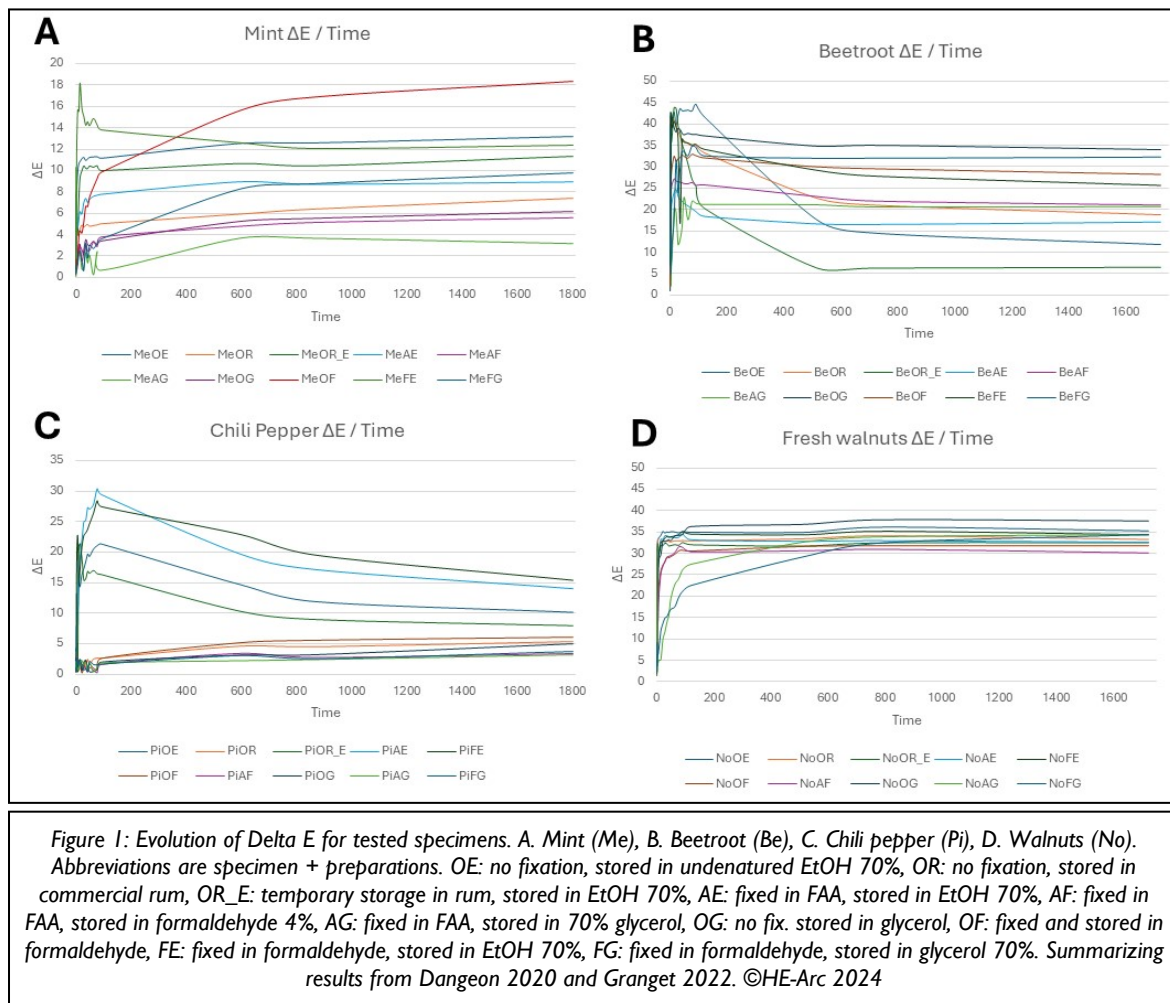 A
Mint ΔE / Time
20
18
16
14
12
10
8
6
4
2
0
ΔE
0 200 400 600 800 1000 1200 1400 1600 1800
Time
MeOE MeOR MeOR_E MeAE MeAF
MeAG MeOG MeOF MeFE MeFG
B
Beetroot ΔE / Time
50
45
40
35
30
25
20
15
10
5
0
ΔE
0 200 400 600 800 1000 1200 1400 1600
Time
BeOE BeOR BeOR_E BeAE BeAF
BeAG BeOG BeOF BeFE BeFG
C
Chili Pepper ΔE / Time
35
30
25
20
15
10
5
0
ΔE
0 200 400 600 800 1000 1200 1400 1600 1800
Time
PiOE PiOR PiOR_E PiAE PiFE
PiOF PiAF PiOG PiAG PiFG
D
Fresh walnuts ΔE / Time
50
45
40
35
30
25
20
15
10
5
0
ΔE
0 200 400 600 800 1000 1200 1400 1600
Time
NoOE NoOR NoOR_E NoAE NoFE
NoOF NoAF NoOG NoAG NoFG
Figure 1: Evolution of Delta E for tested specimens. A. Mint (Me), B. Beetroot (Be), C. Chili pepper (Pi), D. Walnuts (No).
Abbreviations are specimen + preparations. OE: no fixation, stored in undenatured EtOH 70%, OR: no fixation, stored in
commercial rum, OR_E: temporary storage in rum, stored in EtOH 70%, AE: fixed in FAA, stored in EtOH 70%, AF: fixed in
FAA, stored in formaldehyde 4%, AG: fixed in FAA, stored in 70% glycerol, OG: no fix. stored in glycerol, OF: fixed and stored in
formaldehyde, FE: fixed in formaldehyde, stored in EtOH 70%, FG: fixed in formaldehyde, stored in glycerol 70%. Summarizing
results from Dangeon 2020 and Granget 2022. ©HE-Arc 2024